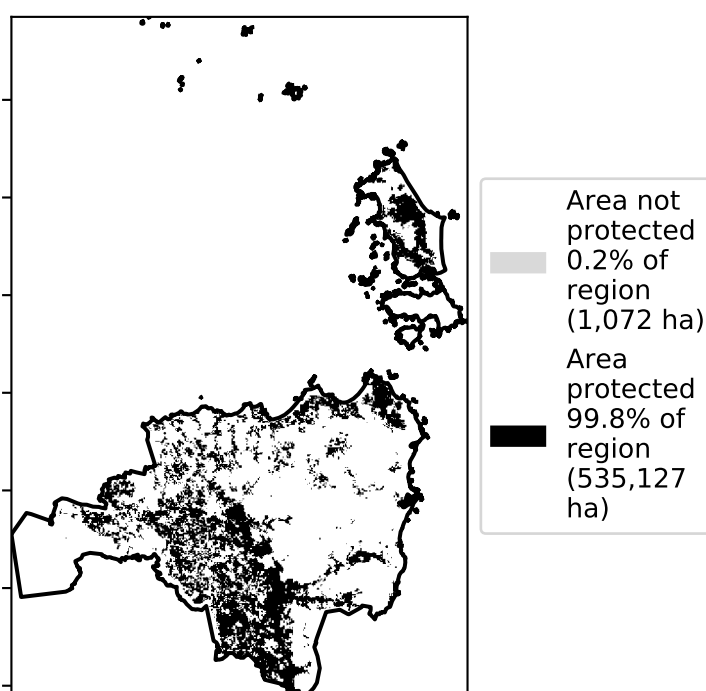 Area not
protected
0.2% of
region
(1,072 ha)
Area
protected
99.8% of
region
(535,127
ha)